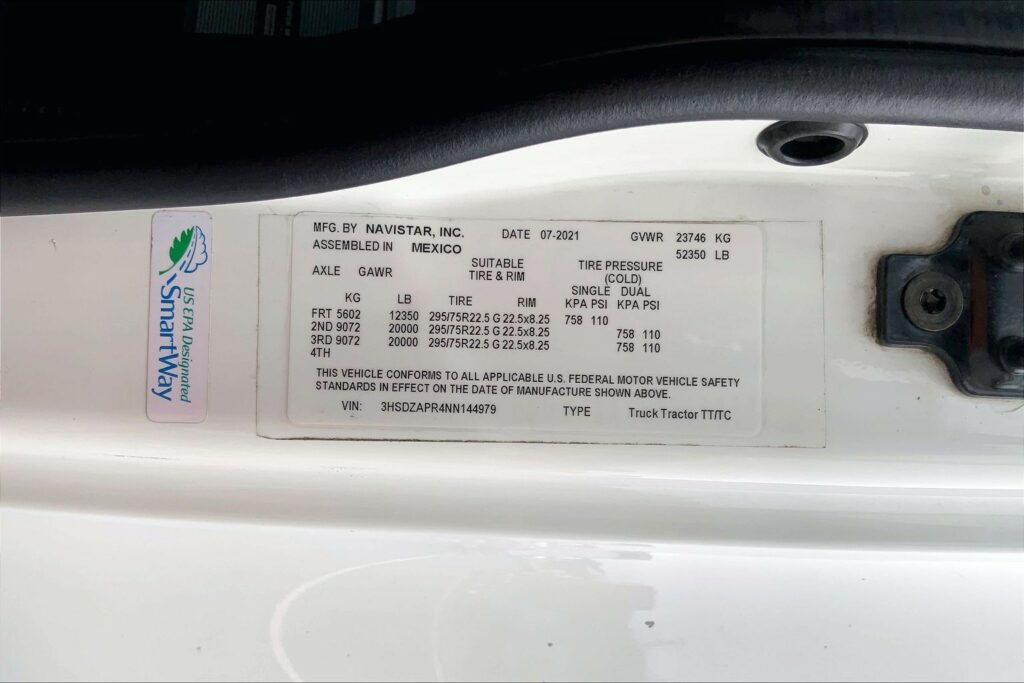 US EPA Designated
SmartWay
MFG. BY NAVISTAR, INC. DATE 07-2021 GVWR 23746 KG
ASSEMBLED IN MEXICO 52350 LB
AXLE GAWR SUITABLE TIRE & RIM TIRE PRESSURE (COLD)
SINGLE DUAL
KG LB TIRE RIM KPA PSI KPA PSI
FRT 5602 12350 295/75R22.5 G 22.5x8.25 758 110
2ND 9072 20000 295/75R22.5 G 22.5x8.25 758 110
3RD 9072 20000 295/75R22.5 G 22.5x8.25 758 110
4TH
THIS VEHICLE CONFORMS TO ALL APPLICABLE U.S. FEDERAL MOTOR VEHICLE SAFETY
STANDARDS IN EFFECT ON THE DATE OF MANUFACTURE SHOWN ABOVE.
VIN: 3HSDZAPR4NN144979 TYPE Truck Tractor TT/TC